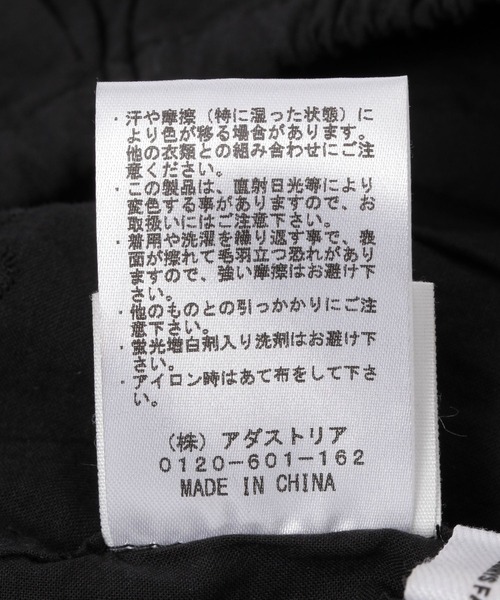 ・汗や摩擦（特に湿った状態）に
より色が移る場合があります。
他の衣類との組み合わせにご注
意ください。
・この製品は、直射日光等により
変色する事がありますので、お
取扱いにはご注意下さい。
・着用や洗濯を繰り返す事で、表
面が擦れて毛羽立つ恐れがあり
ますので、強い摩擦はお避け下
さい。
・他のものとの引っかかりにご注
意下さい。
・蛍光増白剤入り洗剤はお避け下
さい。
・アイロン時はあて布をして下さ
い。
（株）アダストリア
0120-601-162
MADE IN CHINA